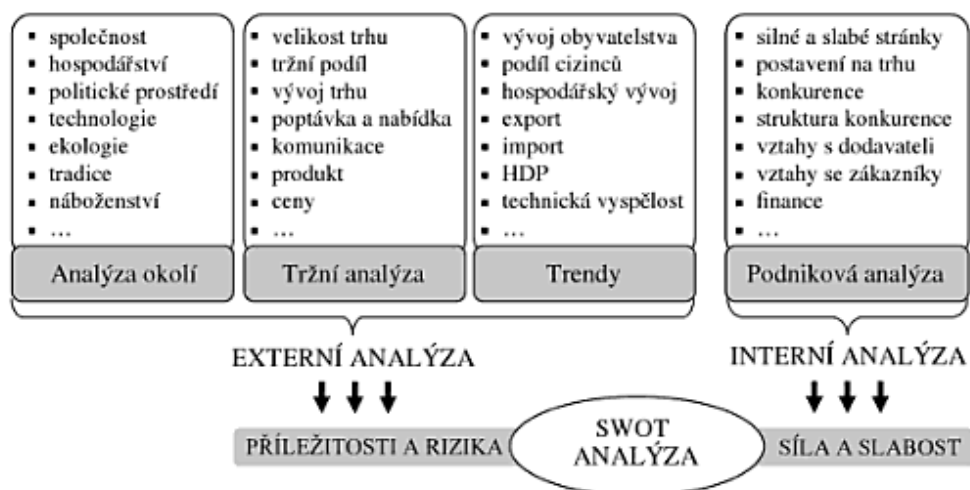 ▪ společnost
▪ hospodářství
▪ politické prostředí
▪ technologie
▪ ekologie
▪ tradice
▪ náboženství
▪ …
Analýza okolí
▪ velikost trhu
▪ tržní podíl
▪ vývoj trhu
▪ poptávka a nabídka
▪ komunikace
▪ produkt
▪ ceny
▪ …
Tržní analýza
▪ vývoj obyvatelstva
▪ podíl cizinců
▪ hospodářský vývoj
▪ export
▪ import
▪ HDP
▪ technická vyspělost
▪ …
Trendy
▪ silné a slabé stránky
▪ postavení na trhu
▪ konkurence
▪ struktura konkurence
▪ vztahy s dodavateli
▪ vztahy se zákazníky
▪ finance
▪ …
Podniková analýza
EXTERNÍ ANALÝZA
INTERNÍ ANALÝZA
PŘÍLEŽITOSTI A RIZIKA
SWOT
ANALÝZA
SÍLA A SLABOST